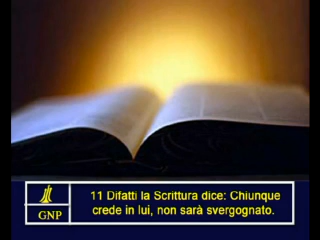 11 Difatti la Scrittura dice: Chiunque
crede in lui, non sarà svergognato.
GNP